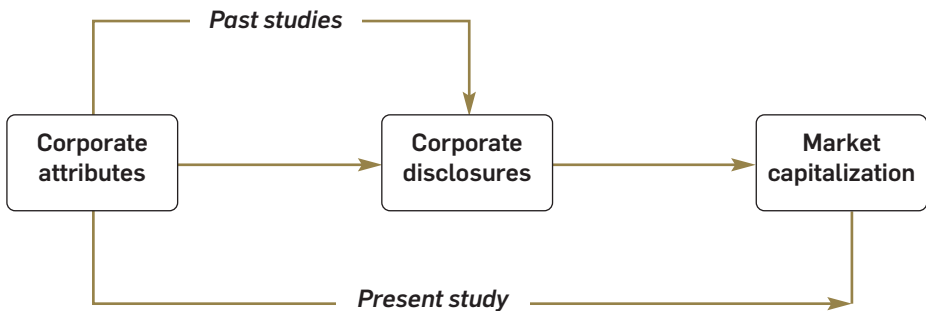 Past studies
Corporate
attributes
Corporate
disclosures
Market
capitalization
Present study